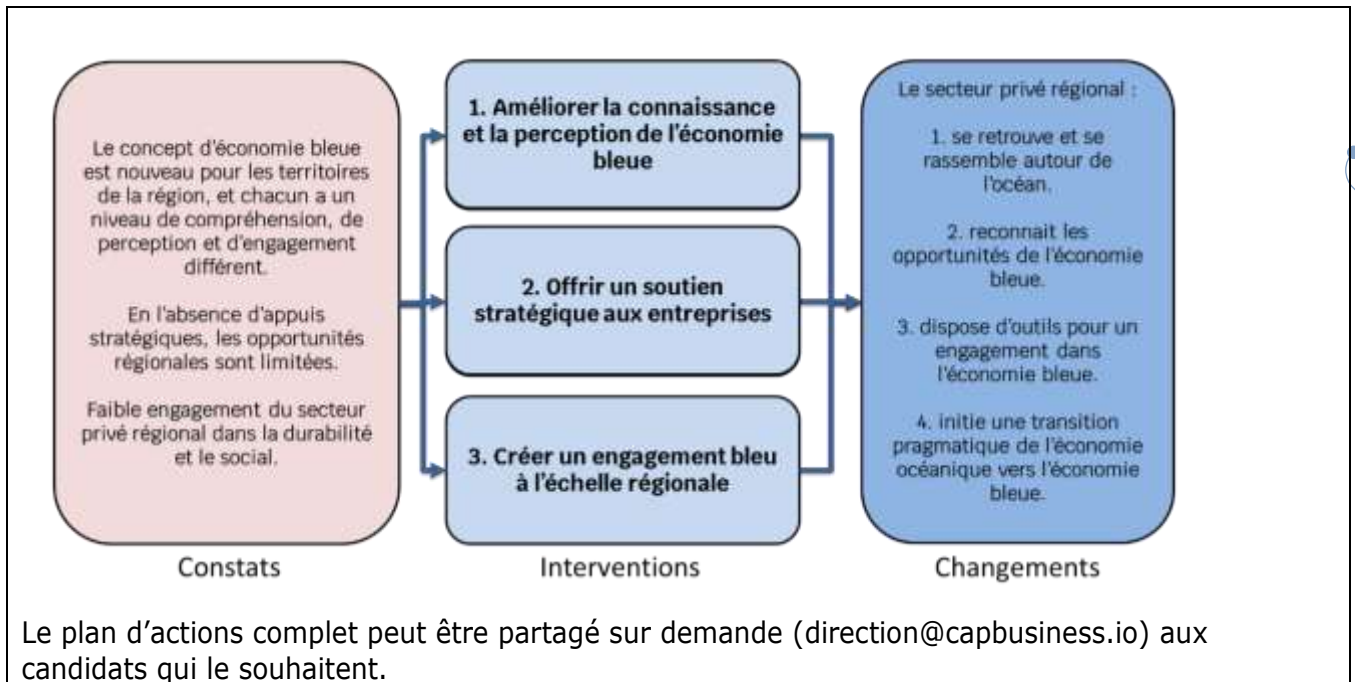 Le concept d'économie bleue
est nouveau pour les territoires
de la région, et chacun a un
niveau de compréhension, de
perception et d'engagement
différent.
En l'absence d'appuis
stratégiques, les opportunités
régionales sont limitées.
Faible engagement du secteur
privé régional dans la durabilité
et le social.
Constats
1. Améliorer la connaissance
et la perception de l'économie
bleue
2. Offrir un soutien
stratégique aux entreprises
3. Créer un engagement bleu
à l'échelle régionale
Interventions
Le secteur privé régional :
1. se retrouve et se
rassemble autour de
l'océan.
2. reconnait les
opportunités de l'économie
bleue.
3. dispose d'outils pour un
engagement dans
l'économie bleue.
4. initie une transition
pragmatique de l'économie
océanique vers l'économie
bleue.
Changements
Le plan d'actions complet peut être partagé sur demande (direction@capbusiness.io) aux
candidats qui le souhaitent.